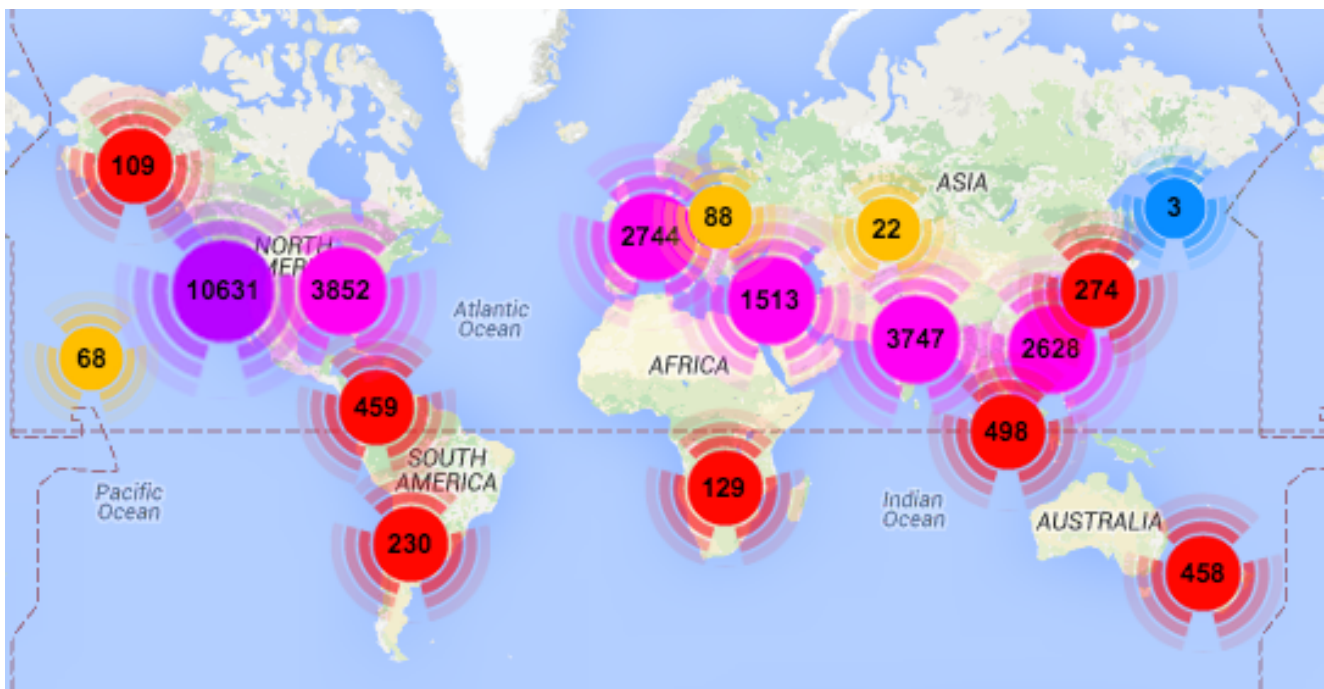 109
ASIA
3
88
2744
22
NORTH
AMERICA
10631
3852
1513
274
Atlantic
Ocean
3747
2628
68
AFRICA
459
498
SOUTH
AMERICA
129
Pacific
Ocean
Indian
Ocean
AUSTRALIA
230
458